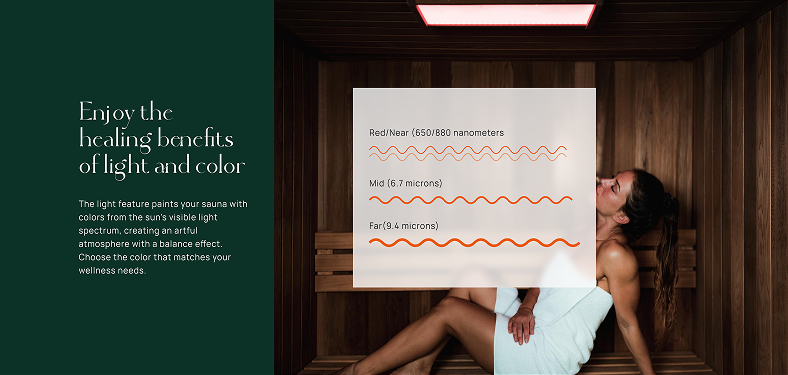 Enjoy the
healing benefits
of light and color
The light feature paints your sauna with
colors from the sun's visible light
spectrum, creating an artful
atmosphere with a balance effect.
Choose the color that matches your
wellness needs.
Red/Near (650/880 nanometers
Mid (6.7 microns)
Far(9.4 microns)